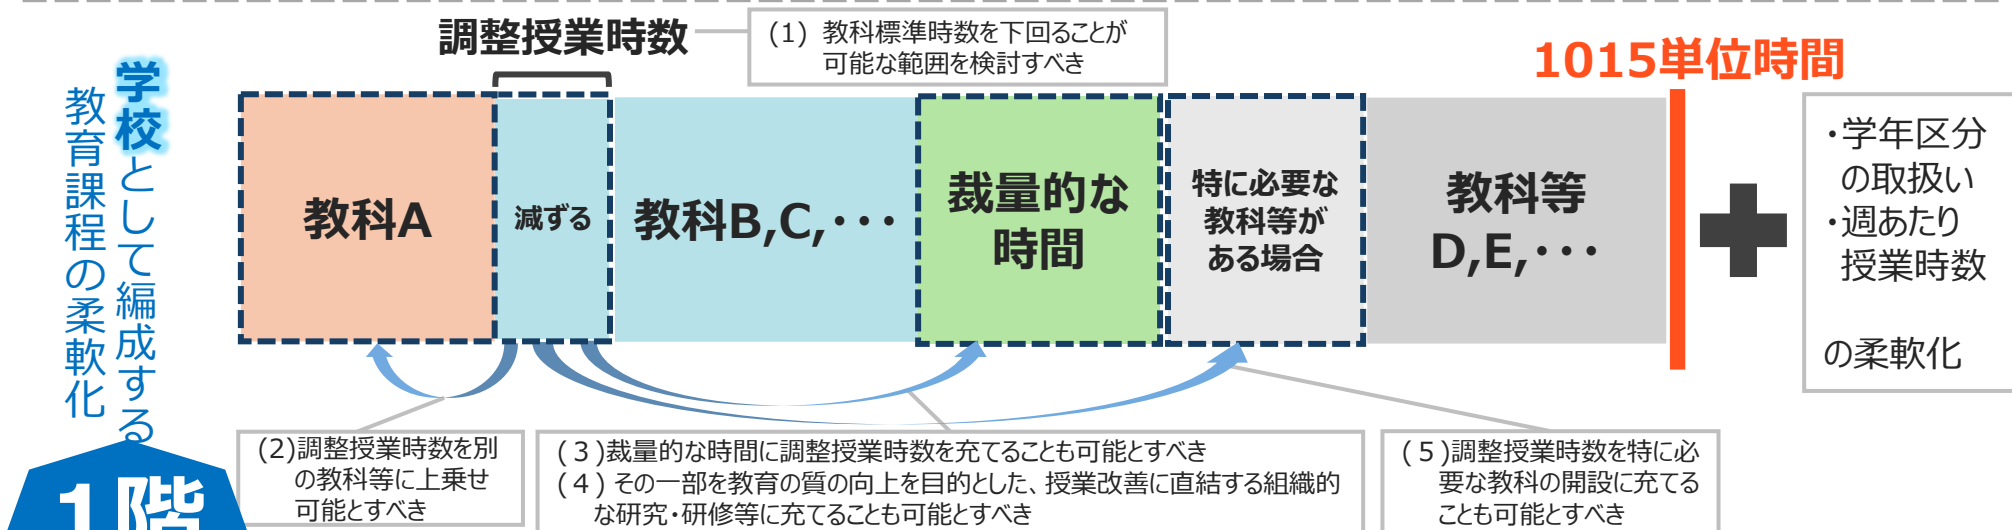 調整授業時数
(1) 教科標準時数を下回ることが
可能な範囲を検討すべき
1015単位時間
学校として編成する
教育課程の柔軟化
教科A
減ずる
教科B,C,・・・
裁量的な
時間
特に必要な
教科等が
ある場合
教科等
D,E,・・・
・学年区分
の取扱い
・週あたり
授業時数
の柔軟化
(2)調整授業時数を別
の教科等に上乗せ
可能とすべき
(３)裁量的な時間に調整授業時数を充てることも可能とすべき
(４) その一部を教育の質の向上を目的とした、授業改善に直結する組織的
な研究・研修等に充てることも可能とすべき
(５)調整授業時数を特に必
要な教科の開設に充てる
ことも可能とすべき
１階